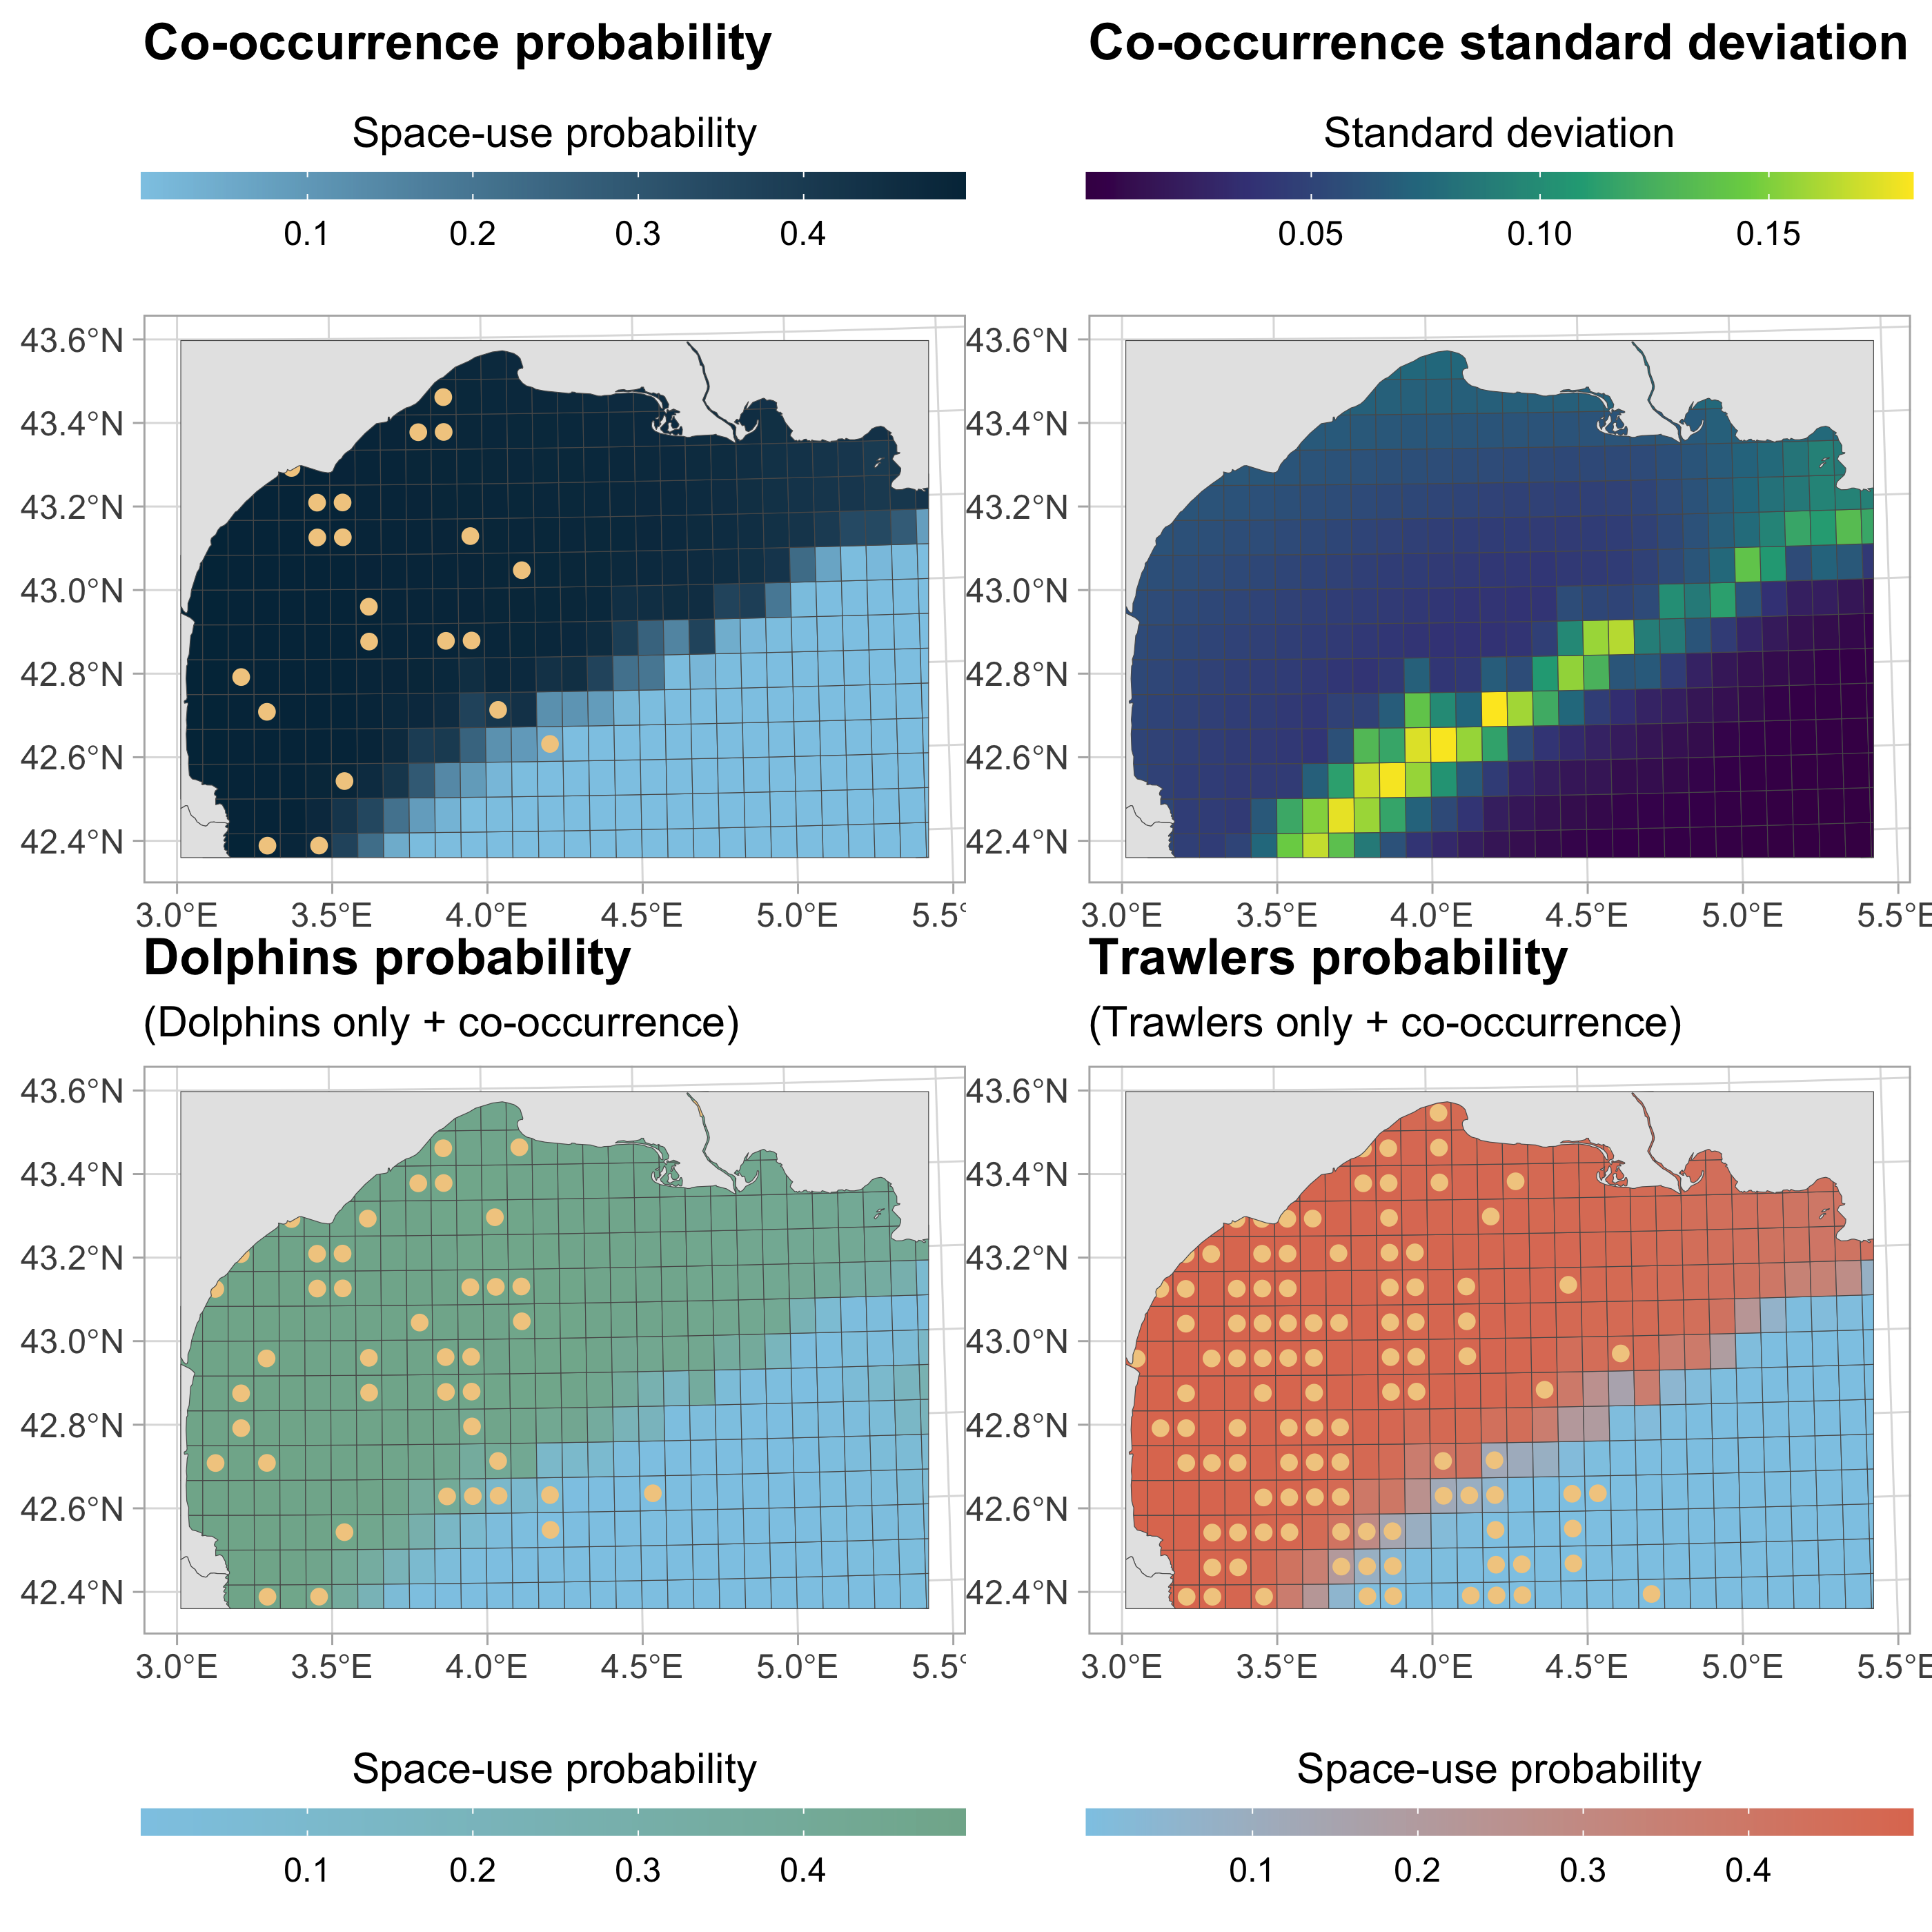 Co-occurrence probability
Space-use probability
0.1 0.2 0.3 0.4
43.6°N
43.4°N
43.2°N
43.0°N
42.8°N
42.6°N
42.4°N
3.0°E 3.5°E 4.0°E 4.5°E 5.0°E 5.5°
Co-occurrence standard deviation
Standard deviation
0.05 0.10 0.15
43.6°N
43.4°N
43.2°N
43.0°N
42.8°N
42.6°N
42.4°N
3.0°E 3.5°E 4.0°E 4.5°E 5.0°E 5.5°E
Dolphins probability
(Dolphins only + co-occurrence)
43.6°N
43.4°N
43.2°N
43.0°N
42.8°N
42.6°N
42.4°N
3.0°E 3.5°E 4.0°E 4.5°E 5.0°E 5.5°
Space-use probability
0.1 0.2 0.3 0.4
Trawlers probability
(Trawlers only + co-occurrence)
43.6°N
43.4°N
43.2°N
43.0°N
42.8°N
42.6°N
42.4°N
3.0°E 3.5°E 4.0°E 4.5°E 5.0°E 5.5°E
Space-use probability
0.1 0.2 0.3 0.4